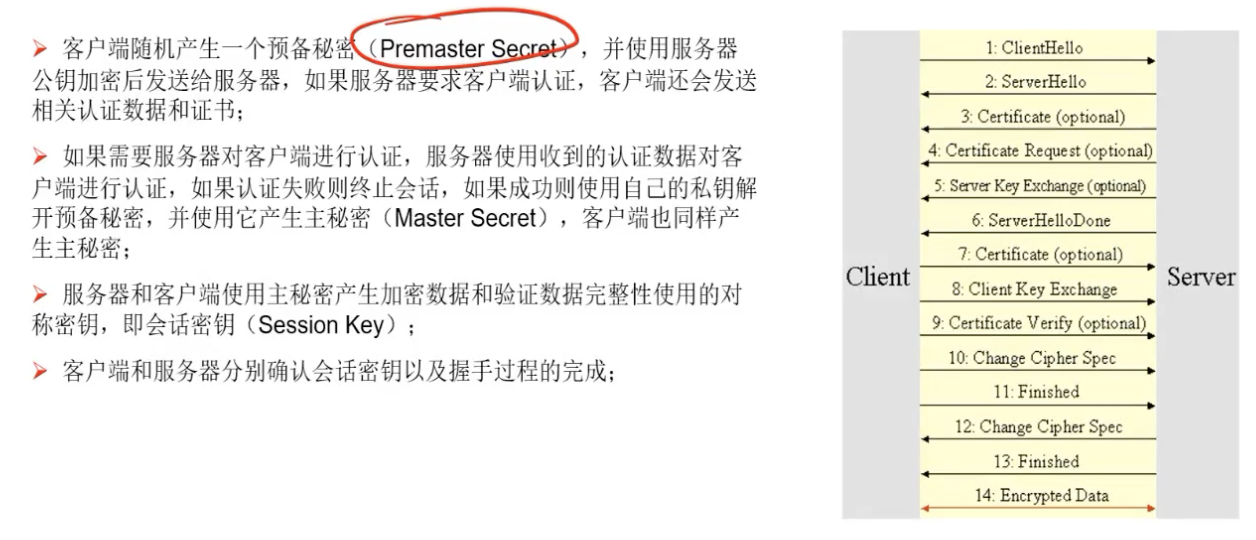 ➢ 客户端随机产生一个预备秘密（Premaster Secret），并使用服务器
公钥加密后发送给服务器，如果服务器要求客户端认证，客户端还会发送
相关认证数据和证书；
➢ 如果需要服务器对客户端进行认证，服务器使用收到的认证数据对客
户端进行认证，如果认证失败则终止会话，如果成功则使用自己的私钥解
开预备秘密，并使用它产生主秘密（Master Secret），客户端也同样产
生主秘密；
➢ 服务器和客户端使用主秘密产生加密数据和验证数据完整性使用的对
称密钥，即会话密钥（Session Key）；
➢ 客户端和服务器分别确认会话密钥以及握手过程的完成；
Client
1: ClientHello
2: ServerHello
3: Certificate (optional)
4: Certificate Request (optional)
5: Server Key Exchange (optional)
6: ServerHelloDone
7: Certificate (optional)
8: Client Key Exchange
9: Certificate Verify (optional)
10: Change Cipher Spec
11: Finished
12: Change Cipher Spec
13: Finished
14: Encrypted Data
Server